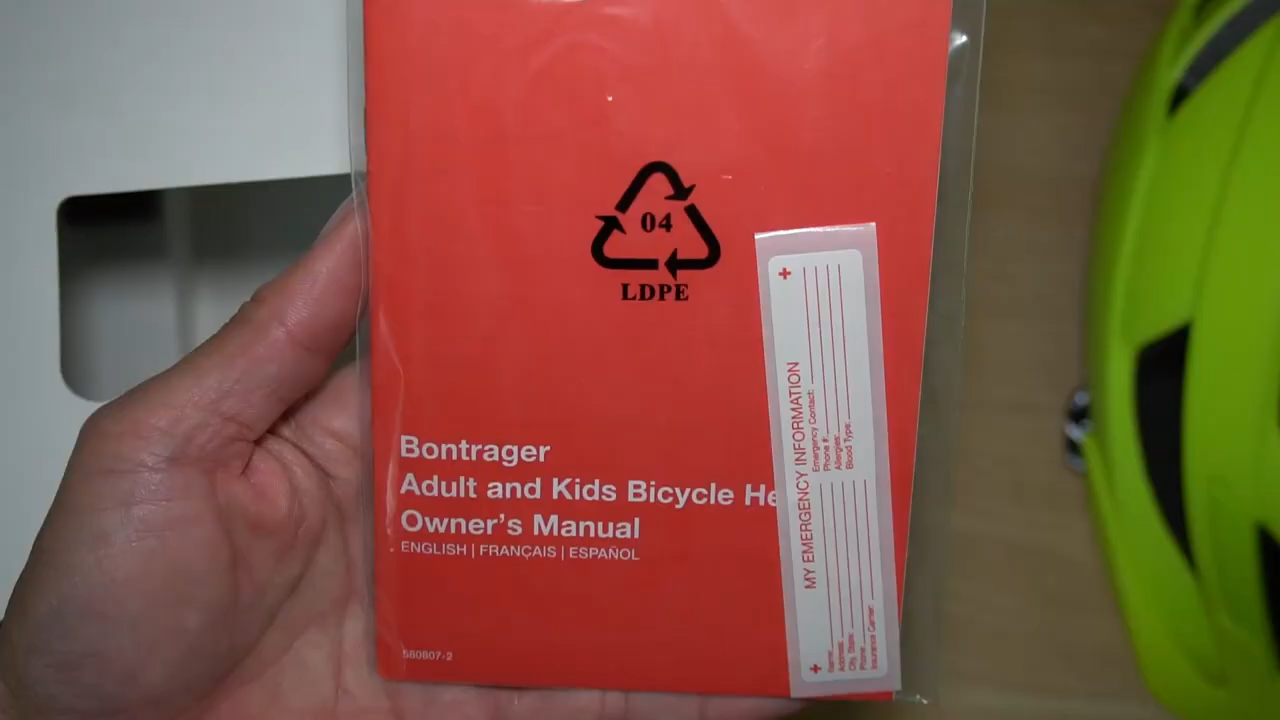 04
LDPE
Bontrager
Adult and Kids Bicycle He
Owner's Manual
ENGLISH | FRANÇAIS | ESPAÑOL
580807-2
MY EMERGENCY INFORMATION
Name:
Address:
City, State:
Phone:
Insurance Carrier:
Emergency Contact:
Phone #:
Allergies:
Blood Type: